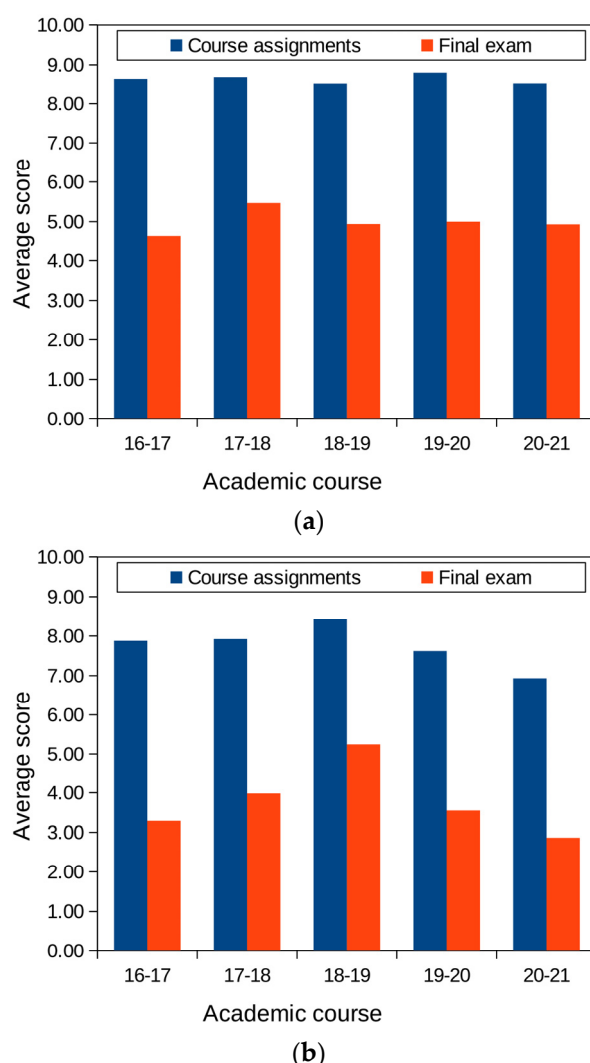 10.00
Course assignments Final exam
9.00
8.00
7.00
6.00
5.00
4.00
3.00
2.00
1.00
0.00
Average score
16-17 17-18 18-19 19-20 20-21
Academic course
(a)
10.00
Course assignments Final exam
9.00
8.00
7.00
6.00
5.00
4.00
3.00
2.00
1.00
0.00
Average score
16-17 17-18 18-19 19-20 20-21
Academic course
(b)